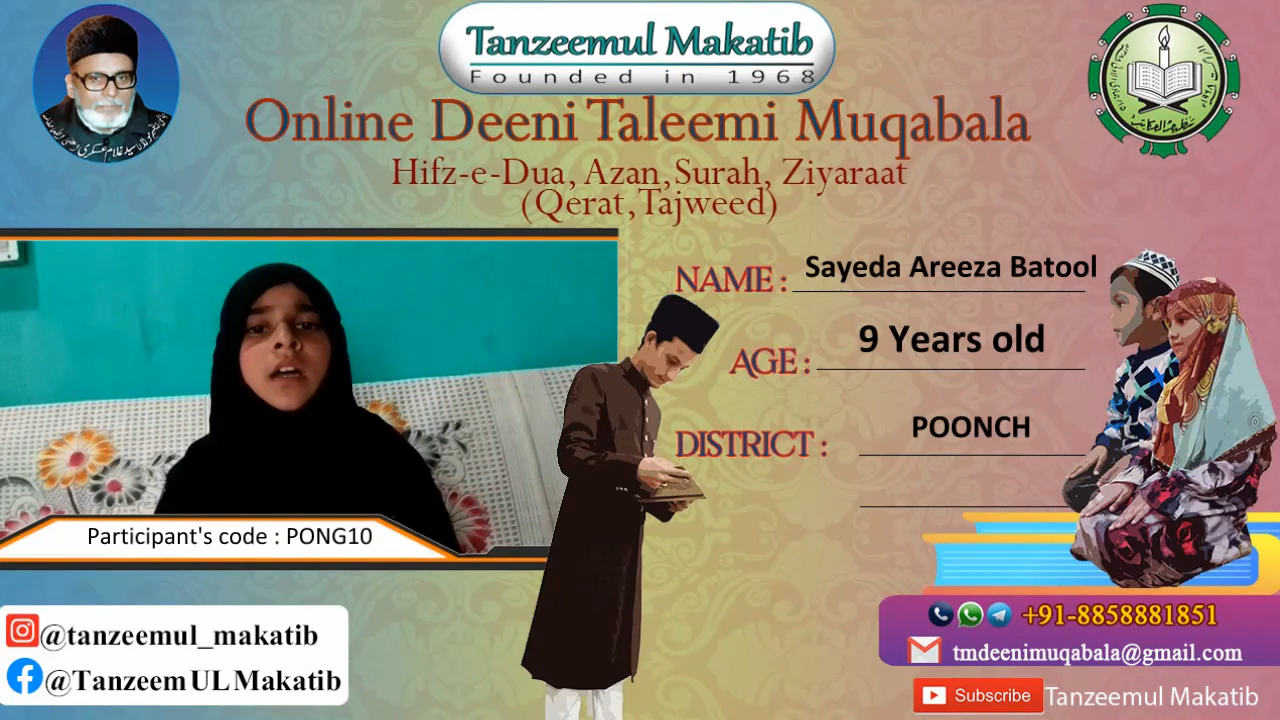 Tanzeemul Makatib
Founded in 1968
Online Deeni Taleemi Muqabala
Hifz-e-Dua, Azan, Surah, Ziyaraat
(Qerat, Tajweed)
NAME : Sayeda Areeza Batool
AGE : 9 Years old
DISTRICT : POONCH
Participant's code : PONG10
@tanzeemul_makatib
@Tanzeem UL Makatib
+91-8858881851
tmdeenimuqabala@gmail.com
Subscribe Tanzeemul Makatib